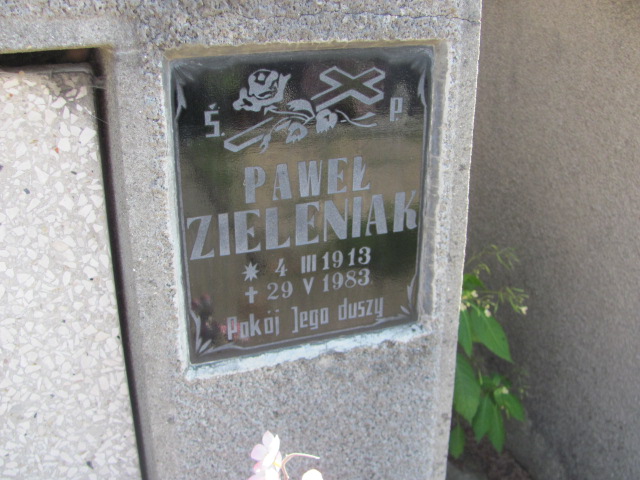 Ś. P
PAWEŁ
ZIELENIAK
* 4 III 1913
+ 29 V 1983
Pokój Jego duszy